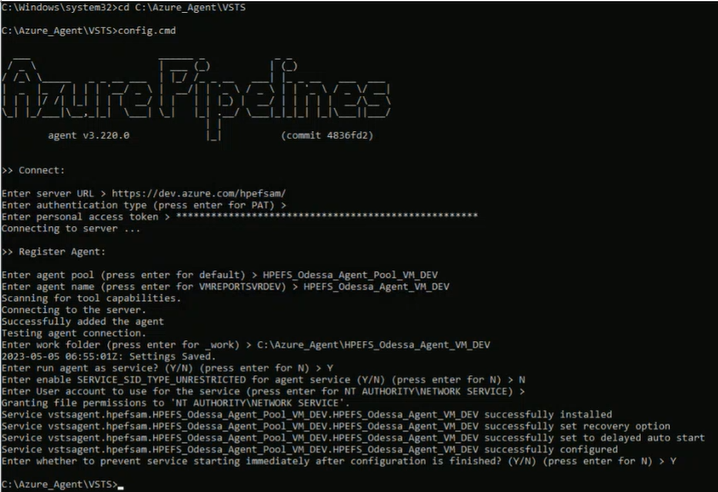 C:\Windows\system32>cd C:\Azure_Agent\VSTS
C:\Azure_Agent\VSTS>config.cmd
AzurePipelines
agent v3.220.0 (commit 4836fd2)
>> Connect:
Enter server URL > https://dev.azure.com/hpefsam/
Enter authentication type (press enter for PAT) >
Enter personal access token > ****************************************************
Connecting to server ...
>> Register Agent:
Enter agent pool (press enter for default) > HPEFS_Odessa_Agent_Pool_VM_DEV
Enter agent name (press enter for VMREPORTSVRDEV) > HPEFS_Odessa_Agent_VM_DEV
Scanning for tool capabilities.
Connecting to the server.
Successfully added the agent
Testing agent connection.
Enter work folder (press enter for _work) > C:\Azure_Agent\HPEFS_Odessa_Agent_VM_DEV
2023-05-05 06:55:01Z: Settings Saved.
Enter run agent as service? (Y/N) (press enter for N) > Y
Enter enable SERVICE_SID_TYPE_UNRESTRICTED for agent service (Y/N) (press enter for N) > N
Enter User account to use for the service (press enter for NT AUTHORITY\NETWORK SERVICE) >
Granting file permissions to 'NT AUTHORITY\NETWORK SERVICE'.
Service vstsagent.hpefsam.HPEFS_Odessa_Agent_Pool_VM_DEV.HPEFS_Odessa_Agent_VM_DEV successfully installed
Service vstsagent.hpefsam.HPEFS_Odessa_Agent_Pool_VM_DEV.HPEFS_Odessa_Agent_VM_DEV successfully set recovery option
Service vstsagent.hpefsam.HPEFS_Odessa_Agent_Pool_VM_DEV.HPEFS_Odessa_Agent_VM_DEV successfully set to delayed auto start
Service vstsagent.hpefsam.HPEFS_Odessa_Agent_Pool_VM_DEV.HPEFS_Odessa_Agent_VM_DEV successfully configured
Enter whether to prevent service starting immediately after configuration is finished? (Y/N) (press enter for N) > Y
C:\Azure_Agent\VSTS>